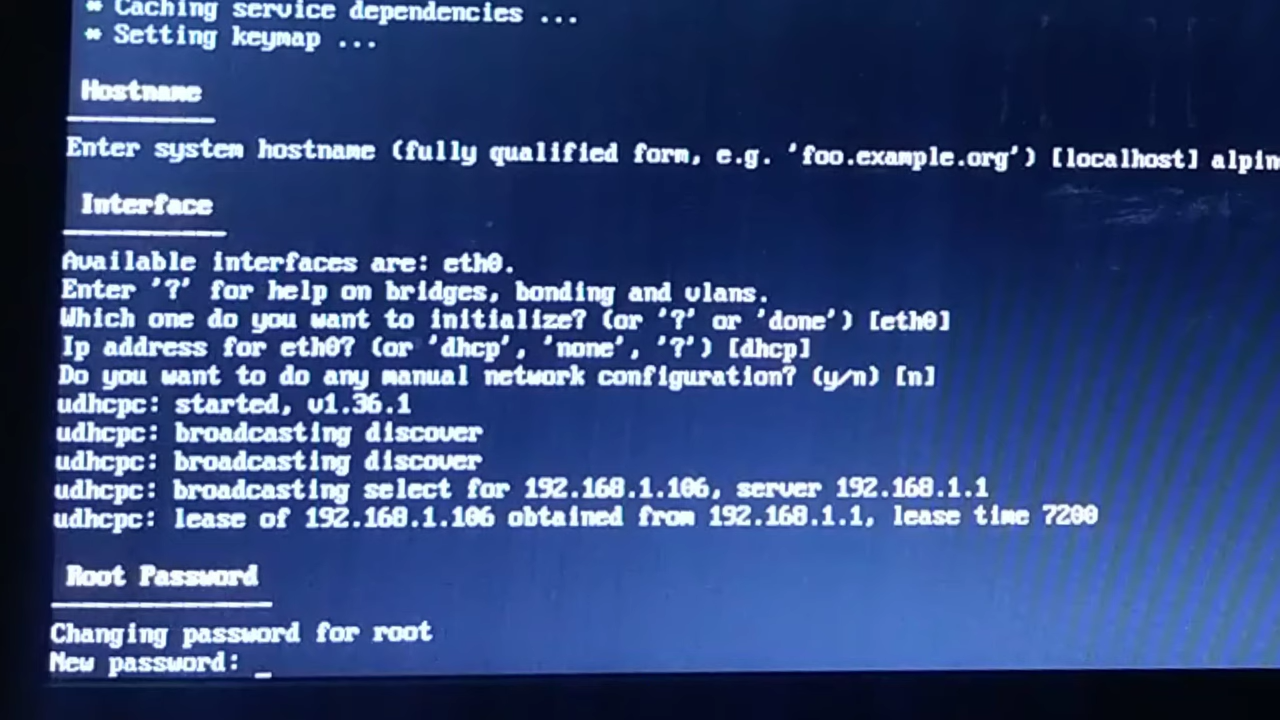 * Caching service dependencies ...
* Setting keymap ...
Hostname
Enter system hostname (fully qualified form, e.g. 'foo.example.org') [localhost] alpin
Interface
Available interfaces are: eth0.
Enter '?' for help on bridges, bonding and vlans.
Which one do you want to initialize? (or '?' or 'done') [eth0]
Ip address for eth0? (or 'dhcp', 'none', '?') [dhcp]
Do you want to do any manual network configuration? (y/n) [n]
udhcpc: started, v1.36.1
udhcpc: broadcasting discover
udhcpc: broadcasting discover
udhcpc: broadcasting select for 192.168.1.106, server 192.168.1.1
udhcpc: lease of 192.168.1.106 obtained from 192.168.1.1, lease time 7200
Root Password
Changing password for root
New password: _